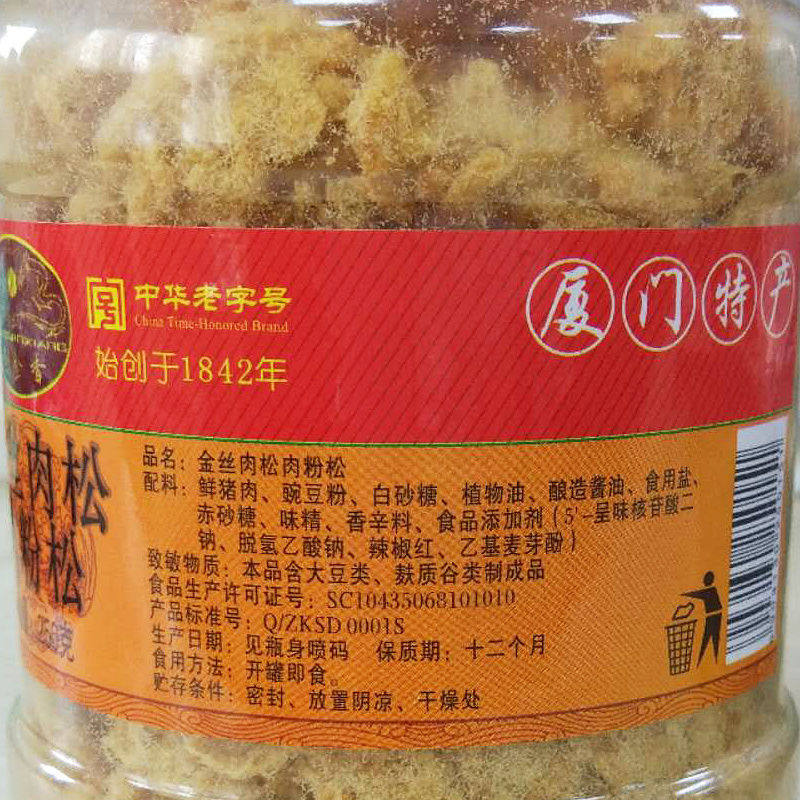 中华老字号
China Time-Honored Brand
始创于1842年
厦门特产
肉松
粉松
品名：金丝肉松肉粉松
配料：鲜猪肉、豌豆粉、白砂糖、植物油、酿造酱油、食用盐、
赤砂糖、味精、香辛料、食品添加剂（5'-呈味核苷酸二
钠、脱氢乙酸钠、辣椒红、乙基麦芽酚）
致敏物质：本品含大豆类、麸质谷类制成品
食品生产许可证号：SC10435068101010
产品标准号：Q/ZKSD 0001S
生产日期：见瓶身喷码 保质期：十二个月
食用方法：开罐即食。
贮存条件：密封、放置阴凉、干燥处